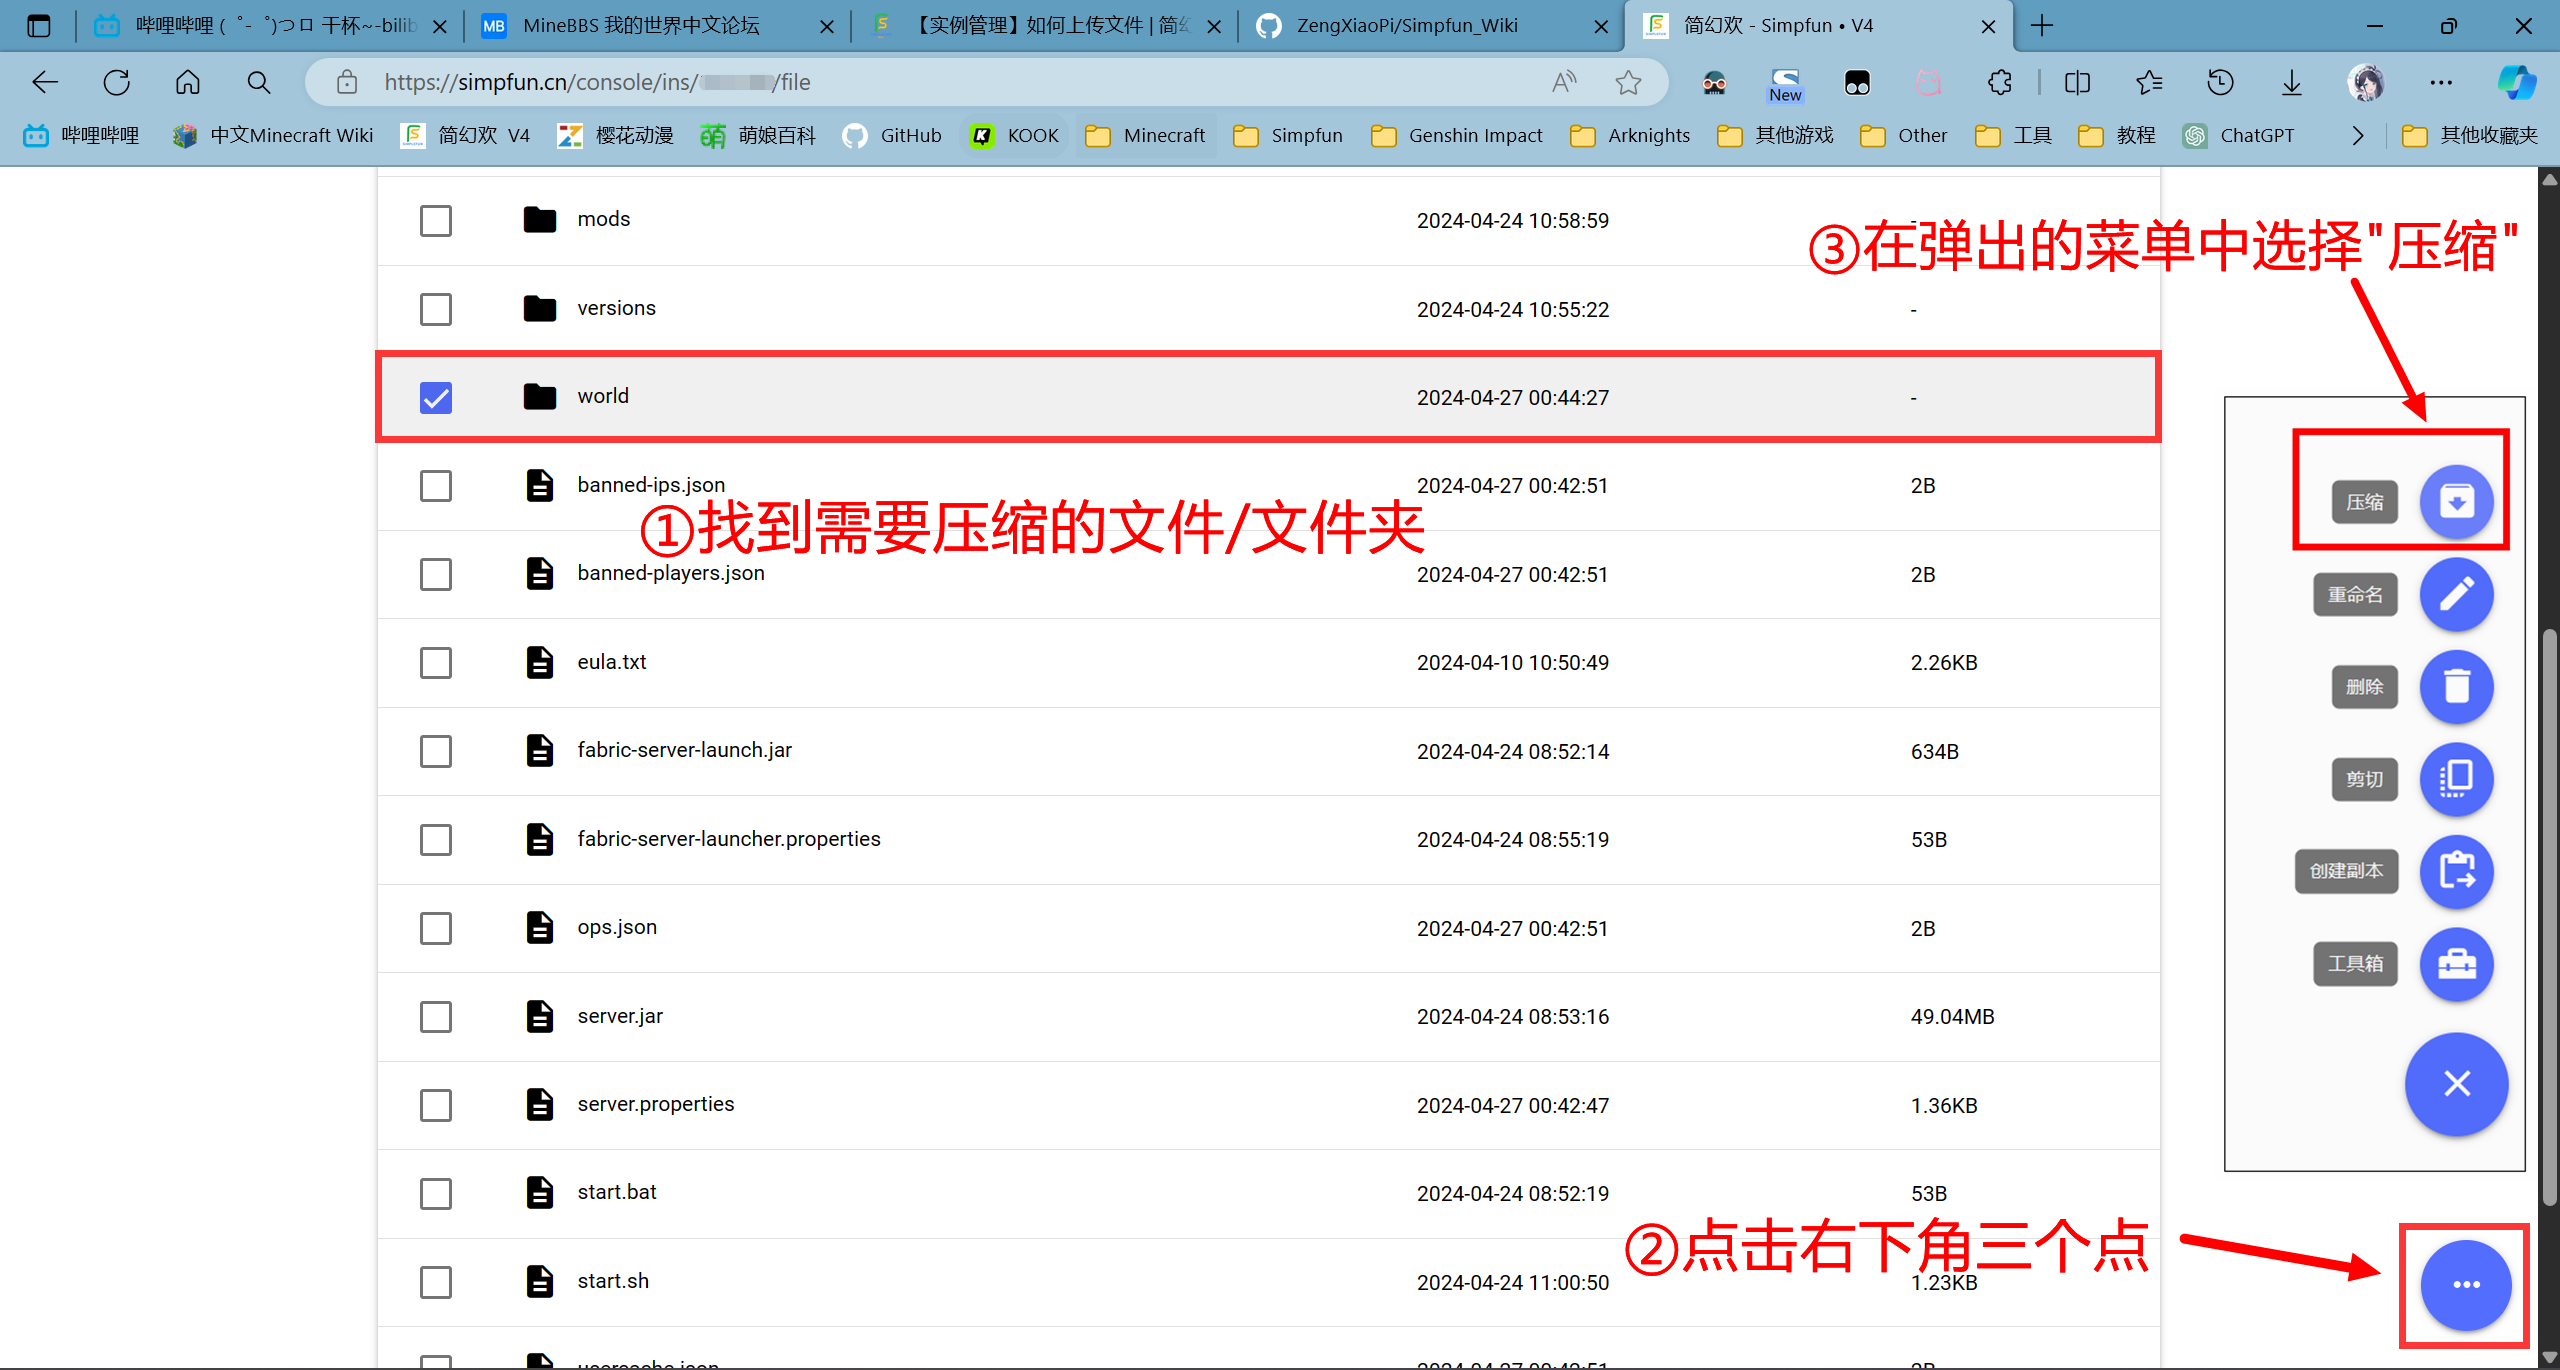 哔哩哔哩 (゜-゜)つロ 干杯~-bilib
MineBBS 我的世界中文论坛
【实例管理】如何上传文件 | 简幻
ZengXiaoPi/Simpfun_Wiki
简幻欢 - Simpfun • V4
https://simpfun.cn/console/ins/ /file
New
哔哩哔哩
中文Minecraft Wiki
简幻欢 V4
樱花动漫
萌娘百科
GitHub
KOOK
Minecraft
Simpfun
Genshin Impact
Arknights
其他游戏
Other
工具
教程
ChatGPT
其他收藏夹
mods 2024-04-24 10:58:59 -
③在弹出的菜单中选择"压缩"
versions 2024-04-24 10:55:22 -
world 2024-04-27 00:44:27 -
banned-ips.json 2024-04-27 00:42:51 2B
①找到需要压缩的文件/文件夹
banned-players.json 2024-04-27 00:42:51 2B
eula.txt 2024-04-10 10:50:49 2.26KB
fabric-server-launch.jar 2024-04-24 08:52:14 634B
fabric-server-launcher.properties 2024-04-24 08:55:19 53B
ops.json 2024-04-27 00:42:51 2B
server.jar 2024-04-24 08:53:16 49.04MB
server.properties 2024-04-27 00:42:47 1.36KB
start.bat 2024-04-24 08:52:19 53B
②点击右下角三个点
start.sh 2024-04-24 11:00:50 1.23KB
usercache.json 2024-04-27 00:42:51 2B
压缩
重命名
删除
剪切
创建副本
工具箱